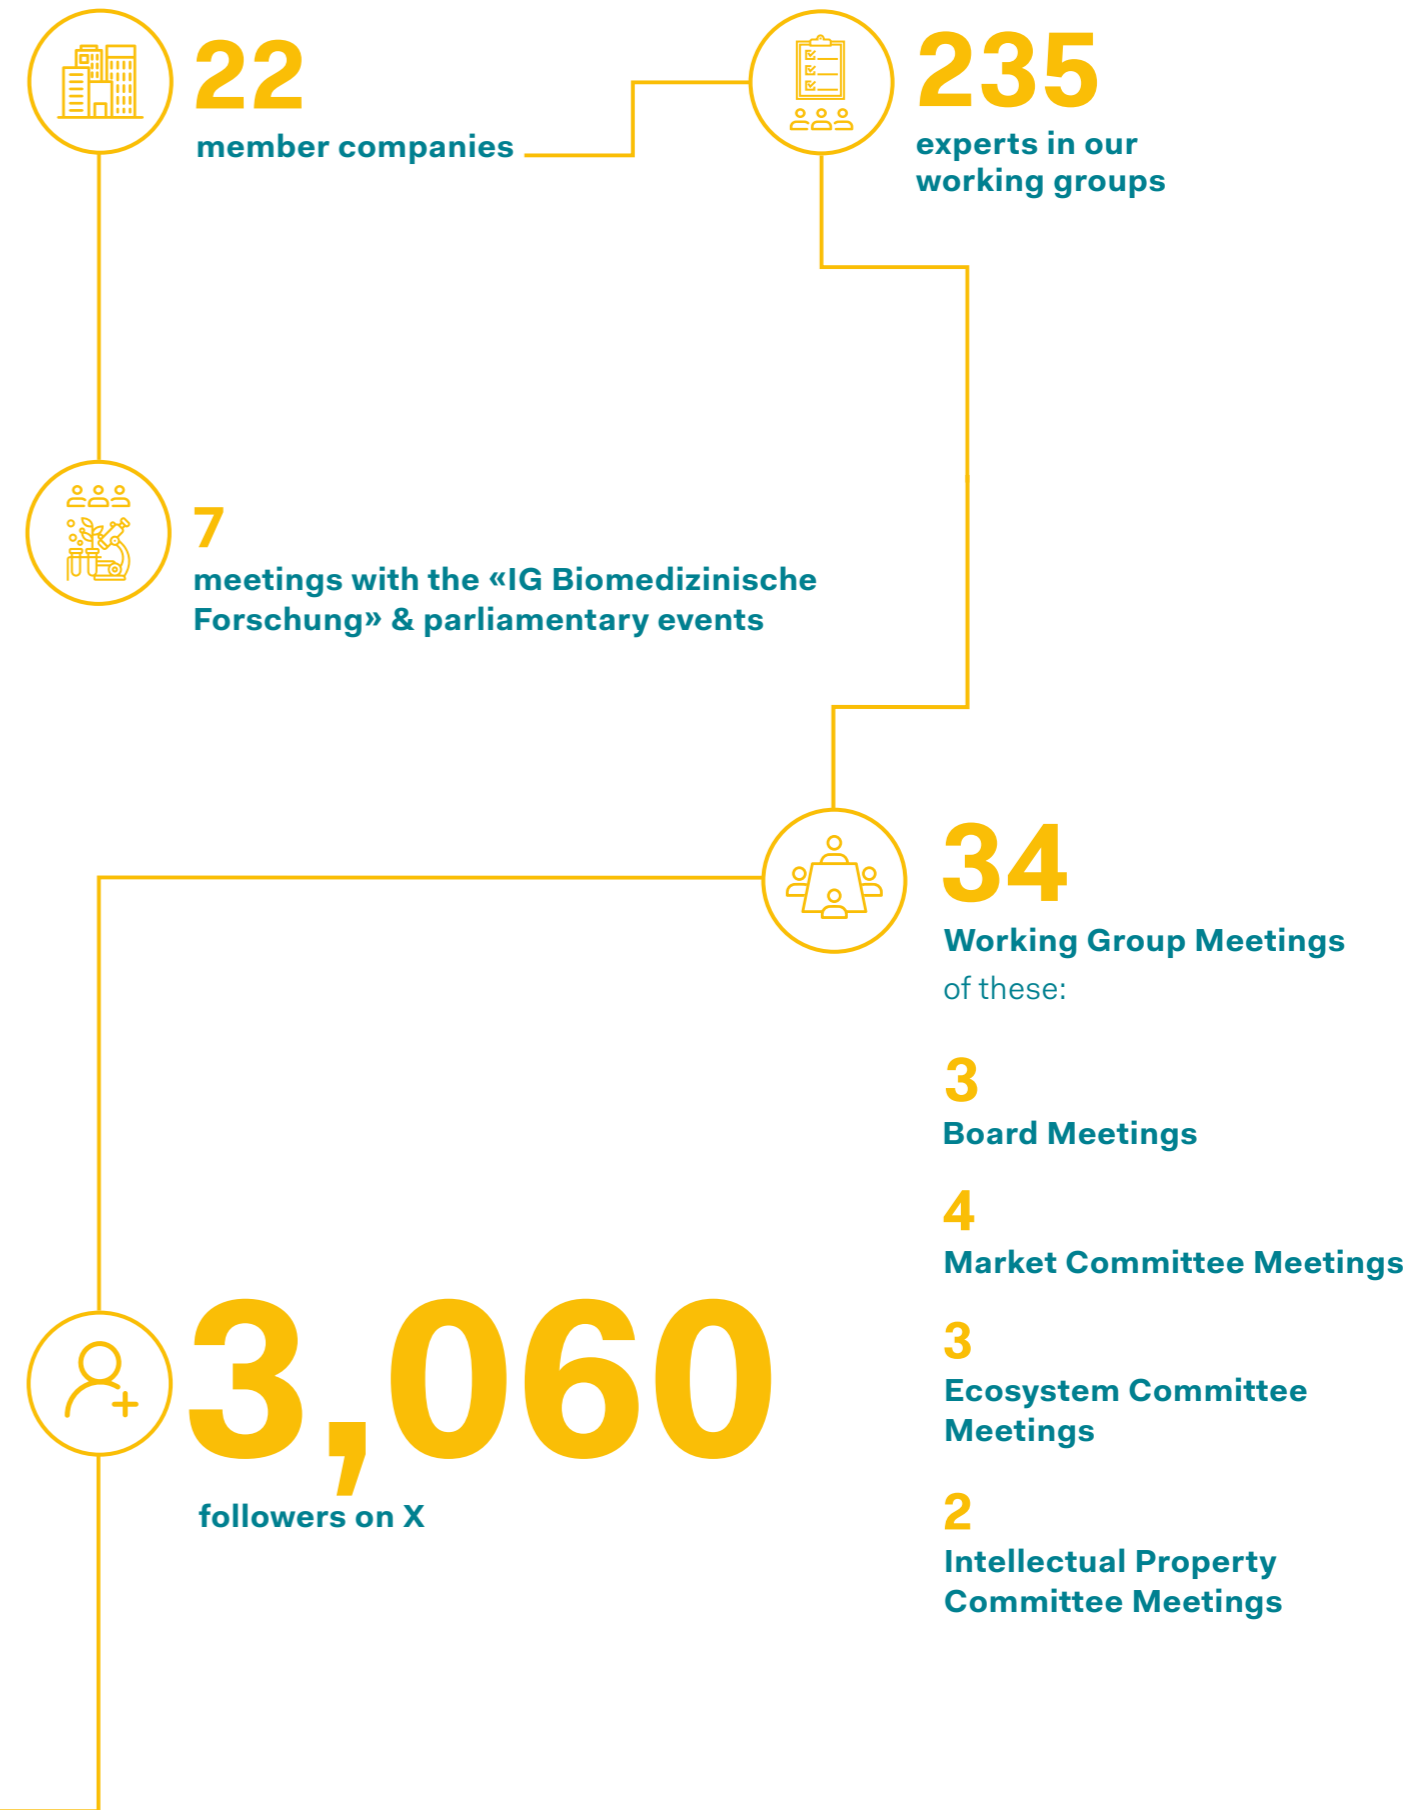 22
member companies
235
experts in our
working groups
7
meetings with the «IG Biomedizinische
Forschung» & parliamentary events
34
Working Group Meetings
of these:
3
Board Meetings
4
Market Committee Meetings
3
Ecosystem Committee
Meetings
2
Intellectual Property
Committee Meetings
3,060
followers on X